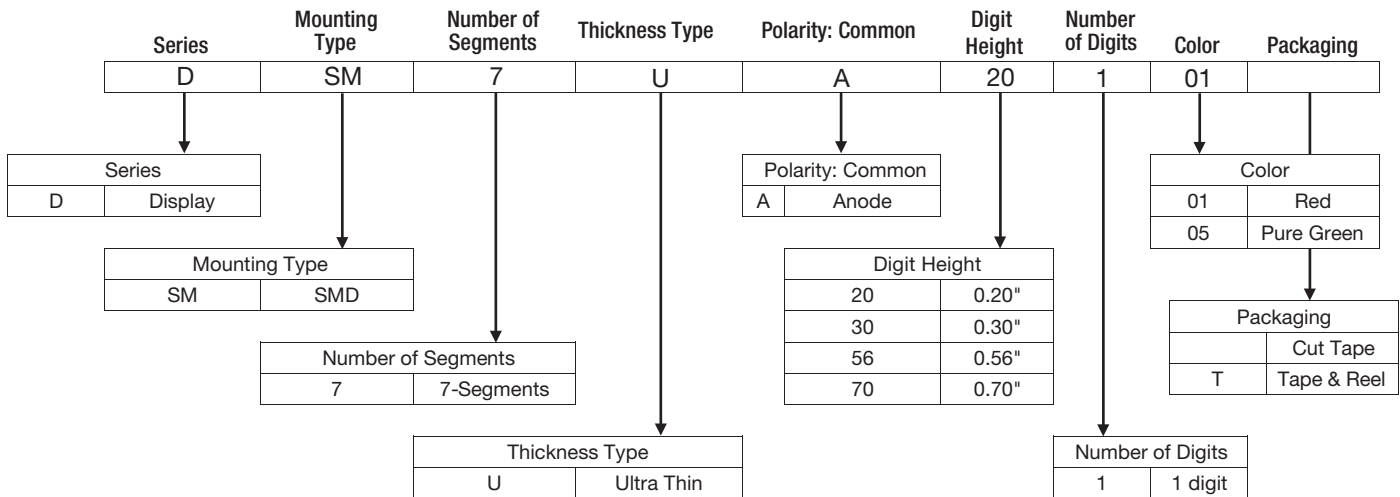 Series Mounting Type Number of Segments Thickness Type Polarity: Common Digit Height Number of Digits Color Packaging
D SM 7 U A 20 1 01
Series
D Display
Mounting Type
SM SMD
Number of Segments
7 7-Segments
Thickness Type
U Ultra Thin
Polarity: Common
A Anode
Digit Height
20 0.20"
30 0.30"
56 0.56"
70 0.70"
Number of Digits
1 1 digit
Color
01 Red
05 Pure Green
Packaging
Cut Tape
T Tape & Reel